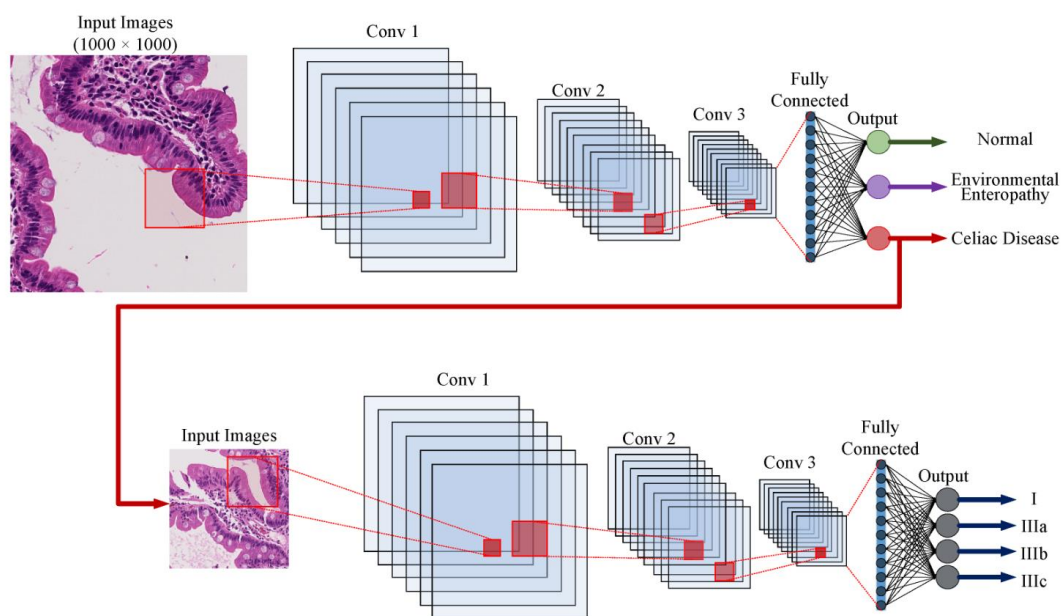 Input Images
(1000 × 1000)
Conv 1
Conv 2
Conv 3
Fully
Connected
Output
Normal
Environmental
Enteropathy
Celiac Disease
Input Images
Conv 1
Conv 2
Conv 3
Fully
Connected
Output
I
IIIa
IIIb
IIIc